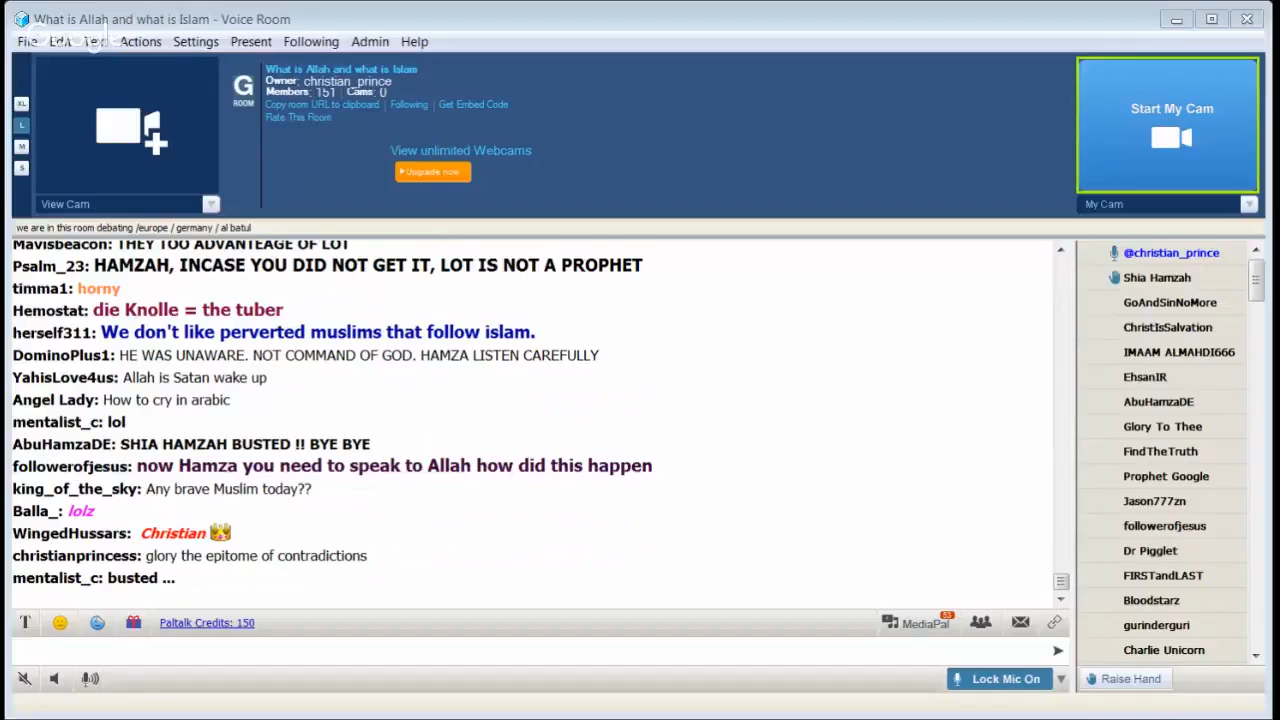 What is Allah and what is Islam - Voice Room
Google
File Edit Text Actions Settings Present Following Admin Help
XL
L
M
S
View Cam
G
ROOM
What is Allah and what is Islam
Owner: christian_prince
Members: 151 Cams: 0
Copy room URL to clipboard | Following | Get Embed Code
Rate This Room
View unlimited Webcams
Upgrade now
Start My Cam
My Cam
we are in this room debating /europe / germany / al batul
Mavisbeacon: THEY TOO ADVANTEAGE OF LOT
Psalm_23: HAMZAH, INCASE YOU DID NOT GET IT, LOT IS NOT A PROPHET
timma1: horny
Hemostat: die Knolle = the tuber
herself311: We don't like perverted muslims that follow islam.
DominoPlus1: HE WAS UNAWARE. NOT COMMAND OF GOD. HAMZA LISTEN CAREFULLY
YahisLove4us: Allah is Satan wake up
Angel Lady: How to cry in arabic
mentalist_c: lol
AbuHamzaDE: SHIA HAMZAH BUSTED !! BYE BYE
followerofjesus: now Hamza you need to speak to Allah how did this happen
king_of_the_sky: Any brave Muslim today??
Balla_: lolz
WingedHussars: Christian
christianprincess: glory the epitome of contradictions
mentalist_c: busted ...
@christian_prince
Shia Hamzah
GoAndSinNoMore
ChristIsSalvation
IMAAM ALMAHDI666
EhsanIR
AbuHamzaDE
Glory To Thee
FindTheTruth
Prophet Google
Jason777zn
followerofjesus
Dr Pigglet
FIRSTandLAST
Bloodstarz
gurinderguri
Charlie Unicorn
T
Paltalk Credits: 150
MediaPal
53
Lock Mic On
Raise Hand